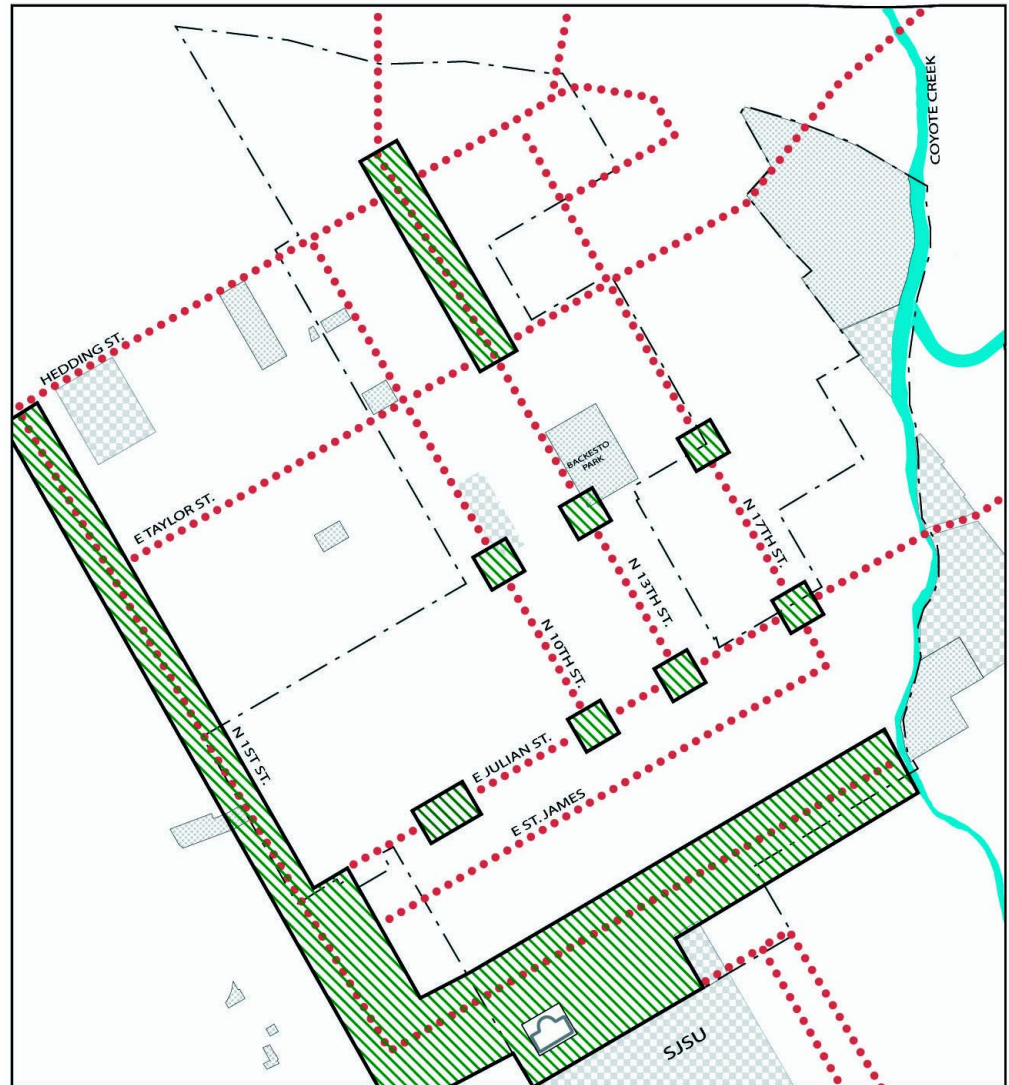 COYOTE CREEK
HEDDING ST.
BACKESTO
PARK
E TAYLOR ST.
N 17TH ST.
N 13TH ST.
N 10TH ST.
N 1ST ST.
E JULIAN ST.
E ST. JAMES
SJSU